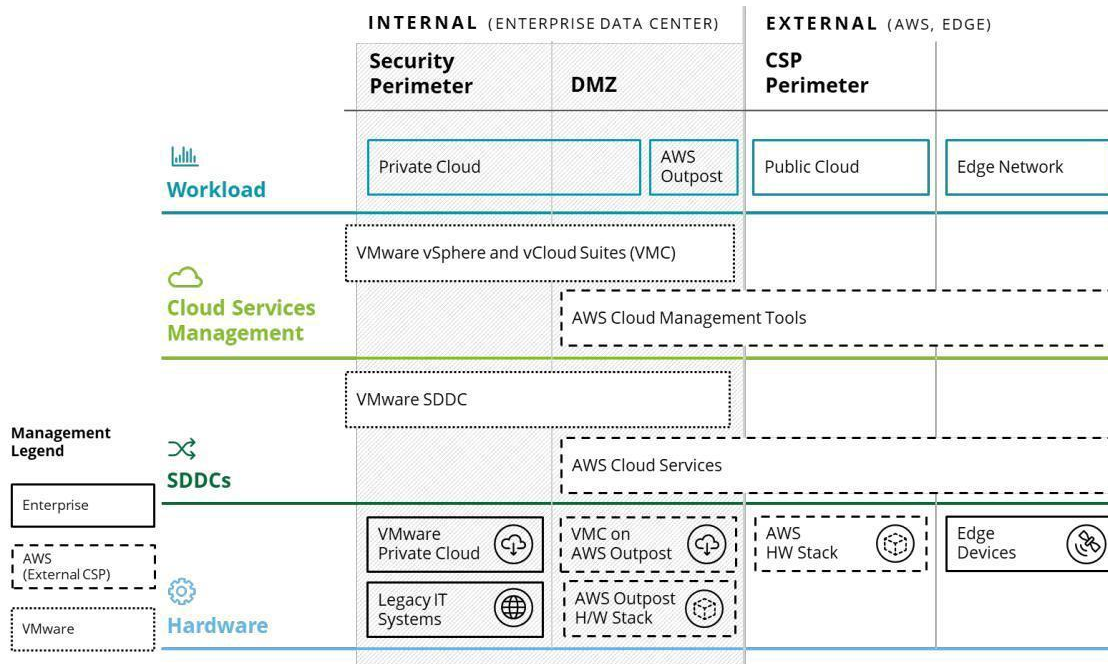 INTERNAL (ENTERPRISE DATA CENTER)
EXTERNAL (AWS, EDGE)
Security
Perimeter
DMZ
CSP
Perimeter
Workload
Private Cloud
AWS
Outpost
Public Cloud
Edge Network
Cloud Services
Management
VMware vSphere and vCloud Suites (VMC)
AWS Cloud Management Tools
SDDCs
VMware SDDC
AWS Cloud Services
Hardware
VMware
Private Cloud
VMC on
AWS Outpost
AWS
HW Stack
Edge
Devices
Legacy IT
Systems
AWS Outpost
H/W Stack
Management
Legend
Enterprise
AWS
(External CSP)
VMware